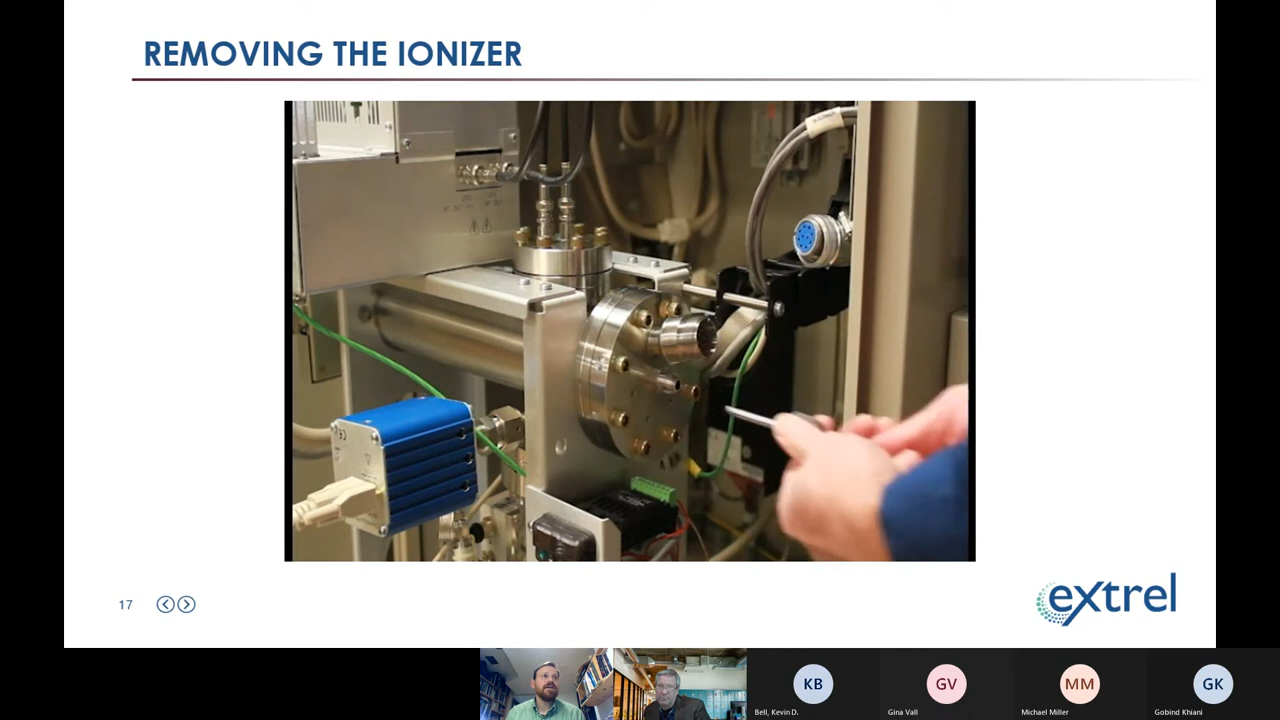 REMOVING THE IONIZER
17
extrel
KB
GV
MM
GK
Bell, Kevin D.
Gina Vall
Michael Miller
Gobind Khiani